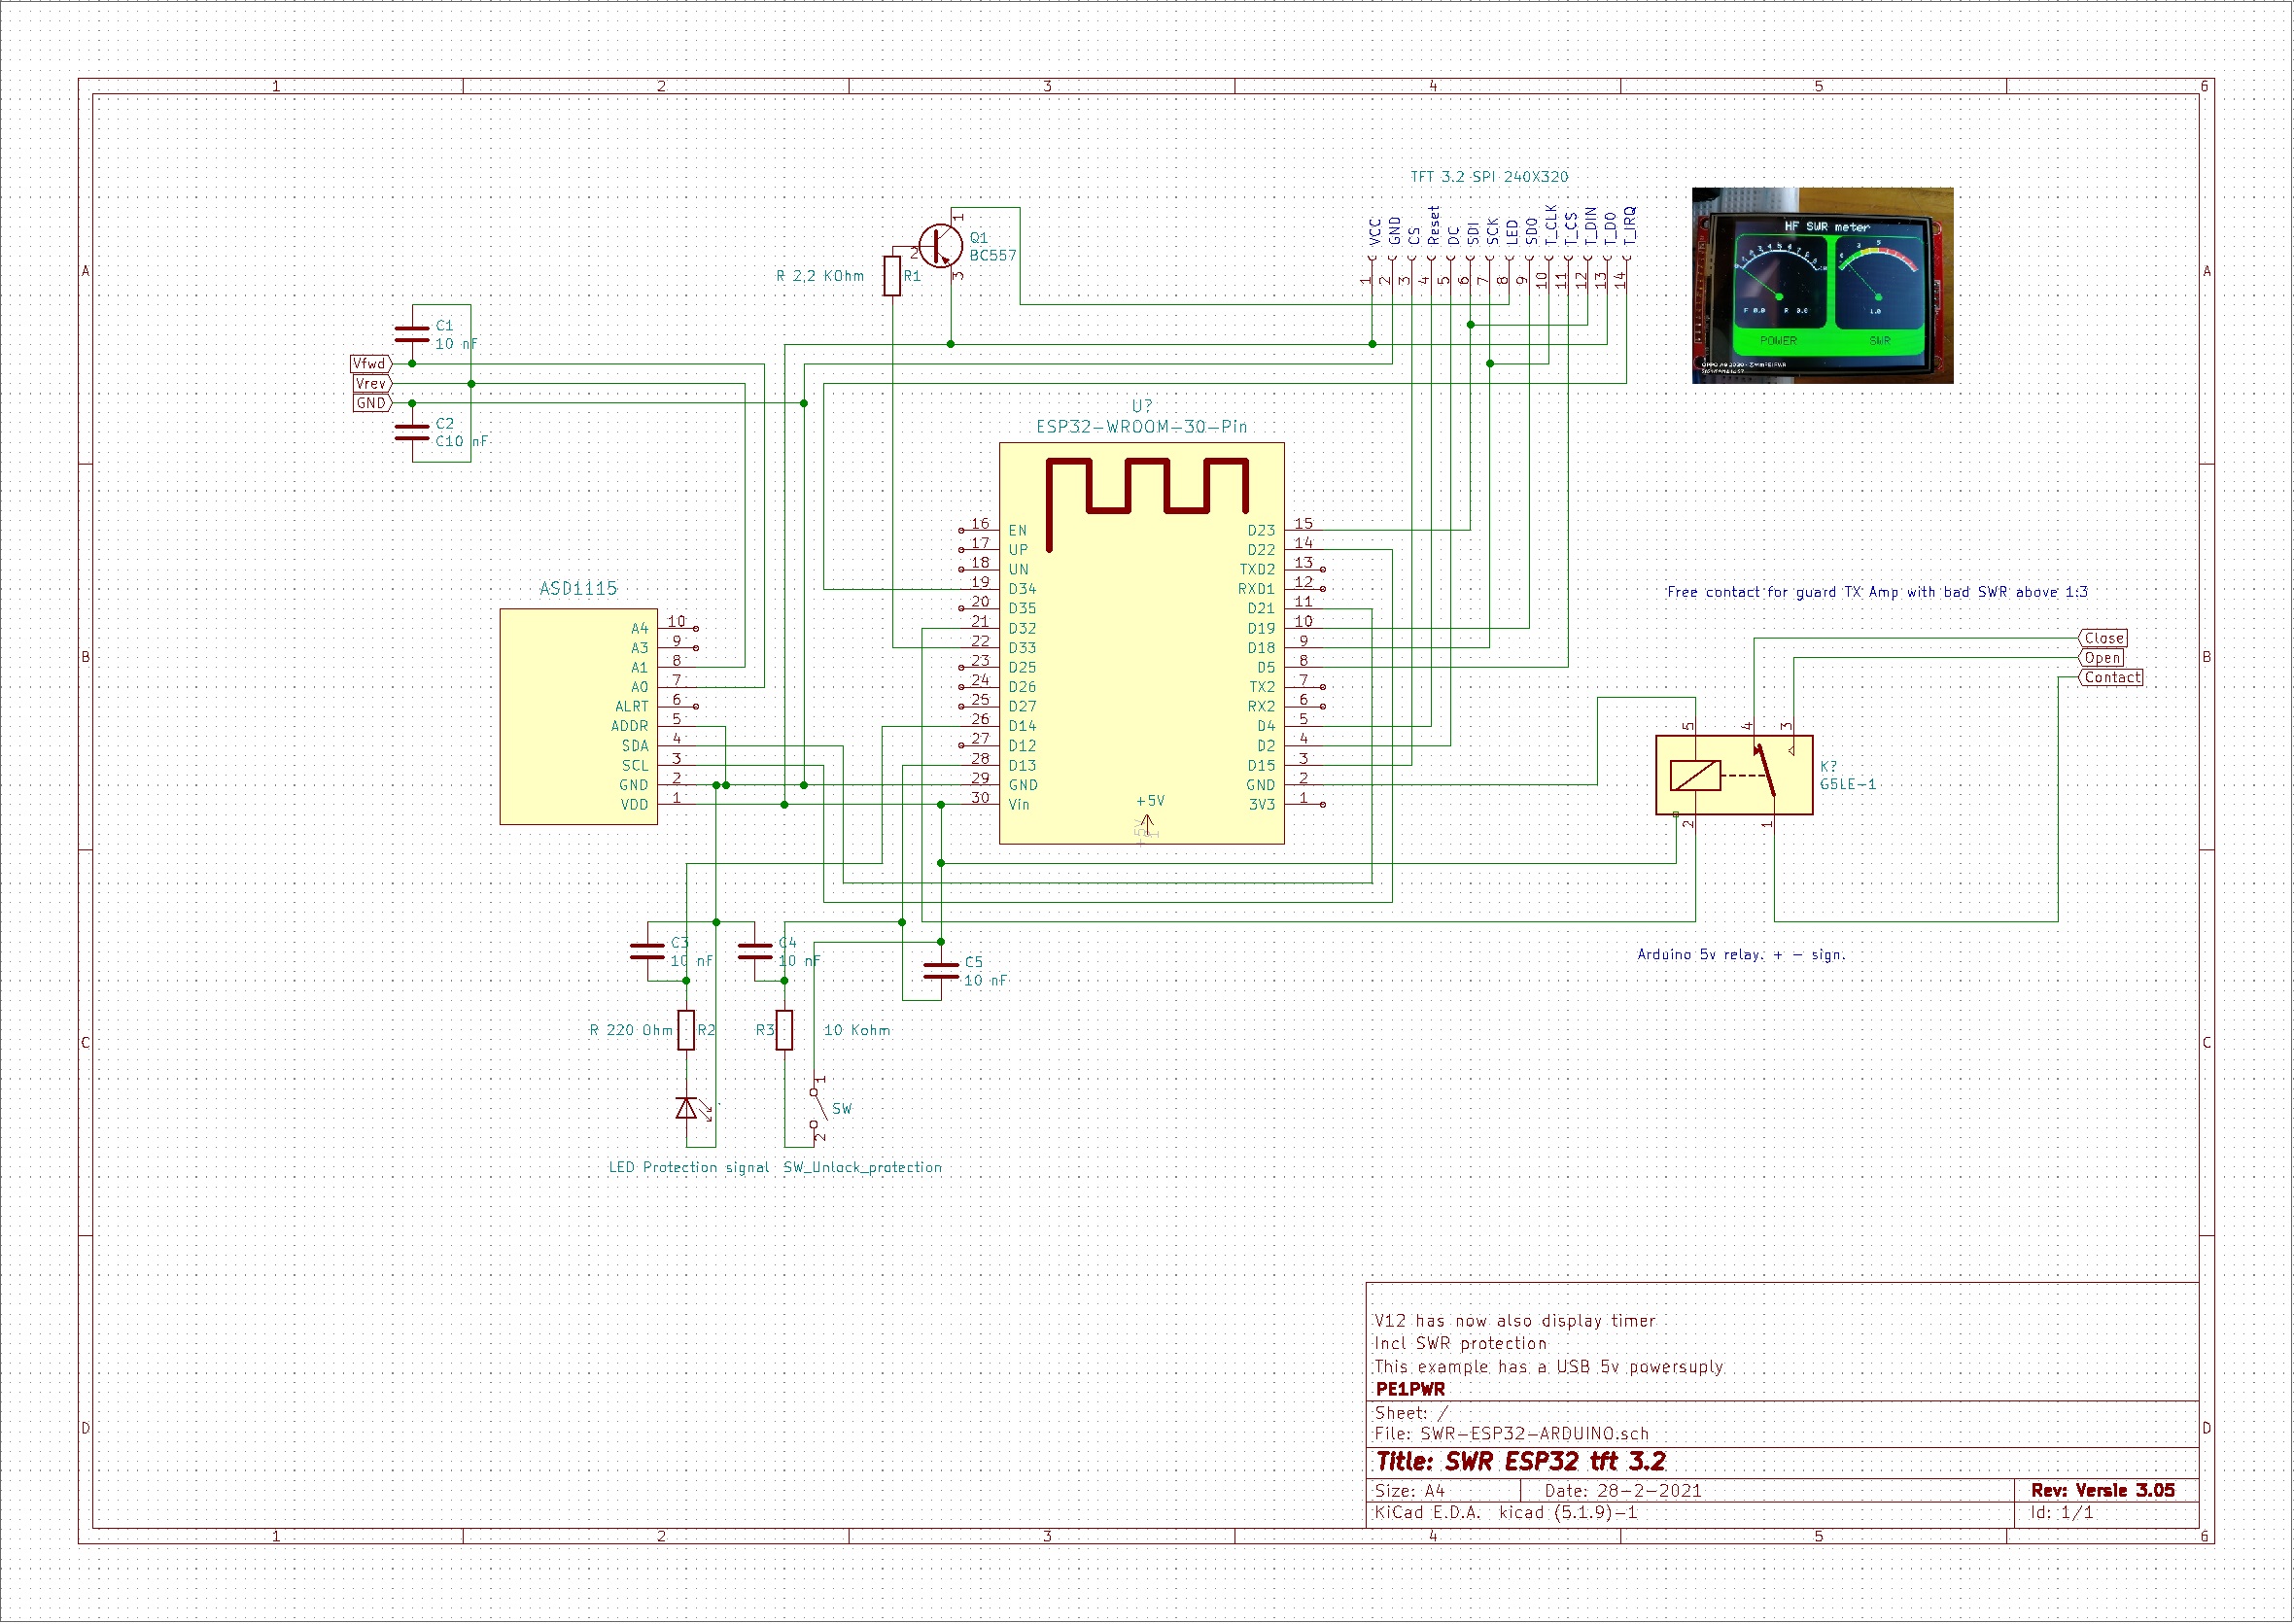 1 2 3 4 5 6
A
B
C
D
TFT 3.2 SPI 240X320
VCC
GND
CS
Reset
DC
SDI
SCK
LED
SDO
T_CLK
T_CS
T_DIN
T_DO
T_IRQ
1 2 3 4 5 6 7 8 9 10 11 12 13 14
HF SWR meter
POWER
SWR
1
2
3
Q1
BC557
R 2,2 KOhm
R1
C1
10 nF
Vfwd
Vrev
GND
C2
C10 nF
U?
ESP32-WROOM-30-Pin
16 EN
17 UP
18 UN
19 D34
20 D35
21 D32
22 D33
23 D25
24 D26
25 D27
26 D14
27 D12
28 D13
29 GND
30 Vin
D23 15
D22 14
TXD2 13
RXD1 12
D21 11
D19 10
D18 9
D5 8
TX2 7
RX2 6
D4 5
D2 4
D15 3
GND 2
3V3 1
+5V
ASD1115
A4 10
A3 9
A1 8
A0 7
ALRT 6
ADDR 5
SDA 4
SCL 3
GND 2
VDD 1
Free contact for guard TX Amp with bad SWR above 1:3
Close
Open
Contact
5
4
3
K?
G5LE-1
2
1
Arduino 5v relay. + - sign.
C3
10 nF
C4
10 nF
C5
10 nF
R 220 Ohm
R2
R3
10 Kohm
1
SW
2
LED Protection signal
SW_Unlock_protection
V12 has now also display timer
Incl SWR protection
This example has a USB 5v powersuply
PE1PWR
Sheet: /
File: SWR-ESP32-ARDUINO.sch
Title: SWR ESP32 tft 3.2
Size: A4 Date: 28-2-2021 Rev: Versie 3.05
KiCad E.D.A. kicad (5.1.9)-1 Id: 1/1
A
B
C
D
1 2 3 4 5 6